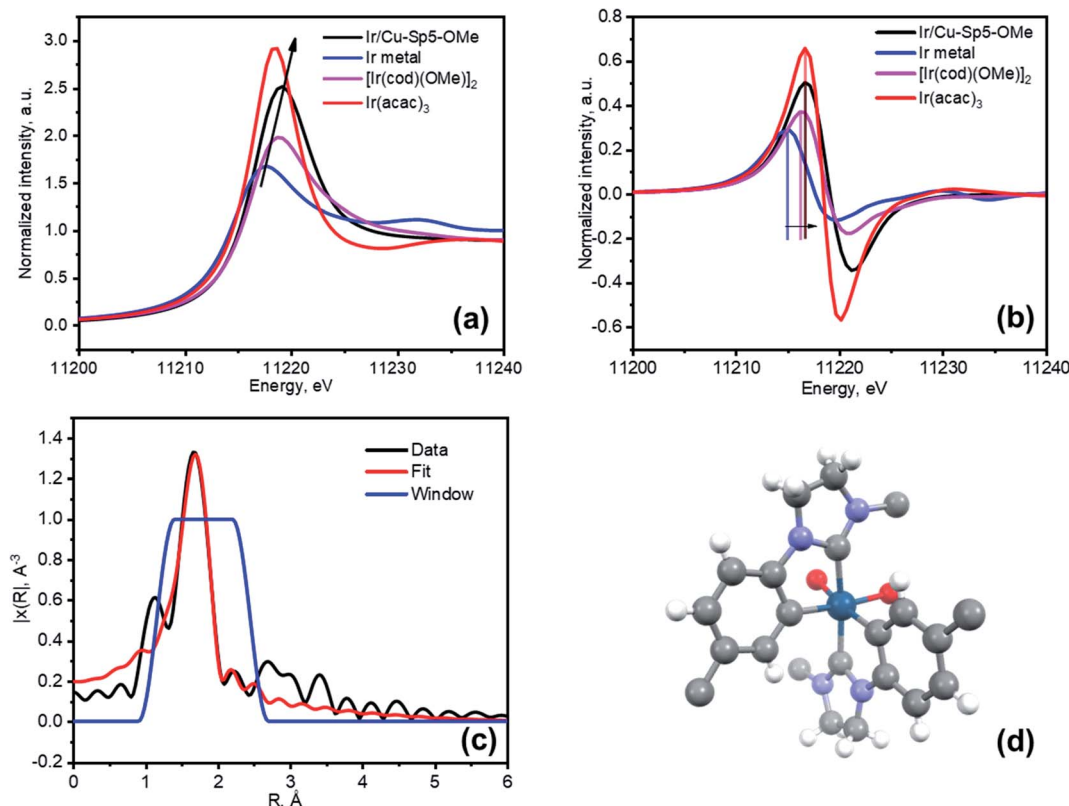 Normalized intensity, a.u.
3.0
2.5
2.0
1.5
1.0
0.5
0.0
Ir/Cu-Sp5-OMe
Ir metal
[Ir(cod)(OMe)]₂
Ir(acac)₃
(a)
11200 11210 11220 11230 11240
Energy, eV
Normalized intensity, a.u.
0.8
0.6
0.4
0.2
0.0
-0.2
-0.4
-0.6
Ir/Cu-Sp5-OMe
Ir metal
[Ir(cod)(OMe)]₂
Ir(acac)₃
(b)
11200 11210 11220 11230 11240
Energy, eV
|x(R|, A⁻³
1.4
1.2
1.0
0.8
0.6
0.4
0.2
0.0
-0.2
Data
Fit
Window
(c)
0 1 2 3 4 5 6
R, Å
(d)